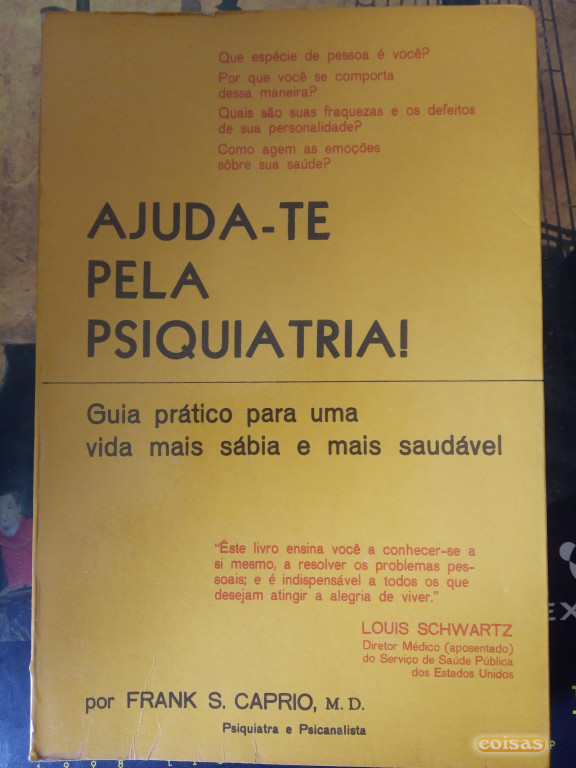 Que espécie de pessoa é você?
Por que você se comporta
dessa maneira?
Quais são suas fraquezas e os defeitos
de sua personalidade?
Como agem as emoções
sôbre sua saúde?
AJUDA-TE
PELA
PSIQUIATRIA!
Guia prático para uma
vida mais sábia e mais saudável
"Êste livro ensina você a conhecer-se a
si mesmo, a resolver os problemas pes-
soais; e é indispensável a todos os que
desejam atingir a alegria de viver."
LOUIS SCHWARTZ
Diretor Médico (aposentado)
do Serviço de Saúde Pública
dos Estados Unidos
por FRANK S. CAPRIO, M. D.
Psiquiatra e Psicanalista
coisas
EX
1998